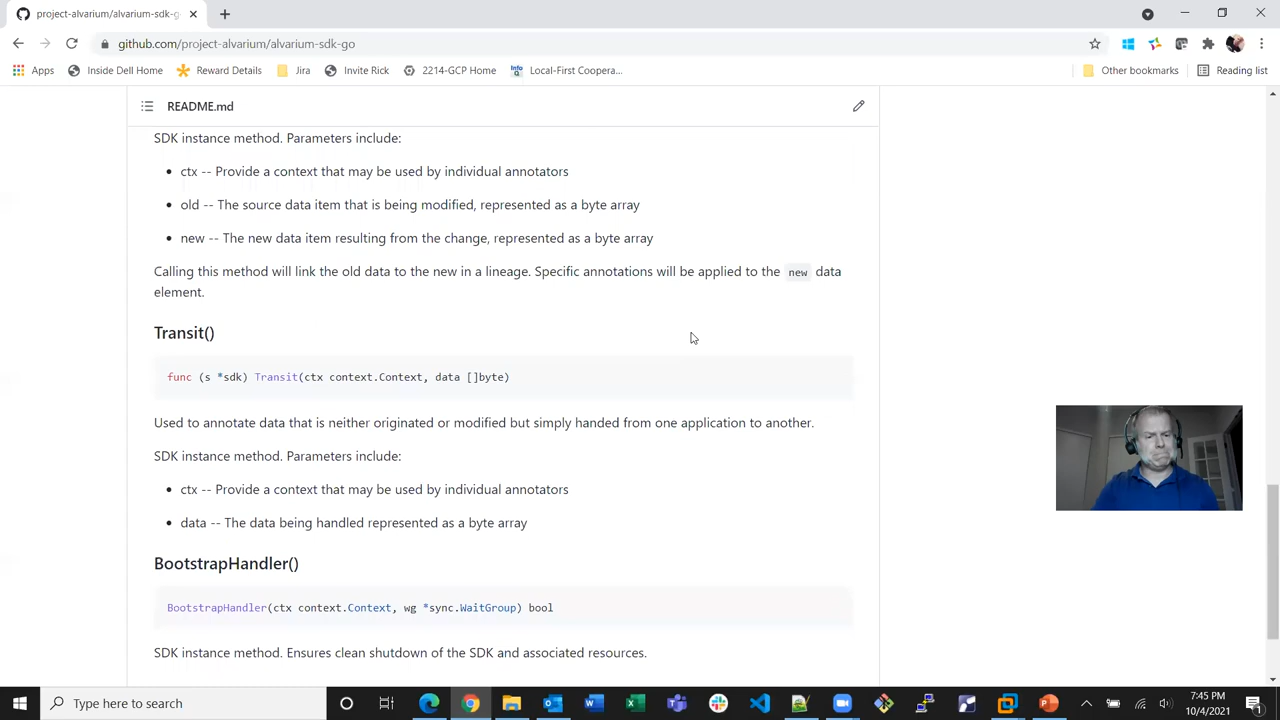 project-alvarium/alvarium-sdk-g
github.com/project-alvarium/alvarium-sdk-go
Apps
Inside Dell Home
Reward Details
Jira
Invite Rick
2214-GCP Home
Local-First Coopera...
Other bookmarks
Reading list
README.md
SDK instance method. Parameters include:
ctx -- Provide a context that may be used by individual annotators
old -- The source data item that is being modified, represented as a byte array
new -- The new data item resulting from the change, represented as a byte array
Calling this method will link the old data to the new in a lineage. Specific annotations will be applied to the new data
element.
Transit()
func (s *sdk) Transit(ctx context.Context, data []byte)
Used to annotate data that is neither originated or modified but simply handed from one application to another.
SDK instance method. Parameters include:
ctx -- Provide a context that may be used by individual annotators
data -- The data being handled represented as a byte array
BootstrapHandler()
BootstrapHandler(ctx context.Context, wg *sync.WaitGroup) bool
SDK instance method. Ensures clean shutdown of the SDK and associated resources.
Type here to search
7:45 PM
10/4/2021